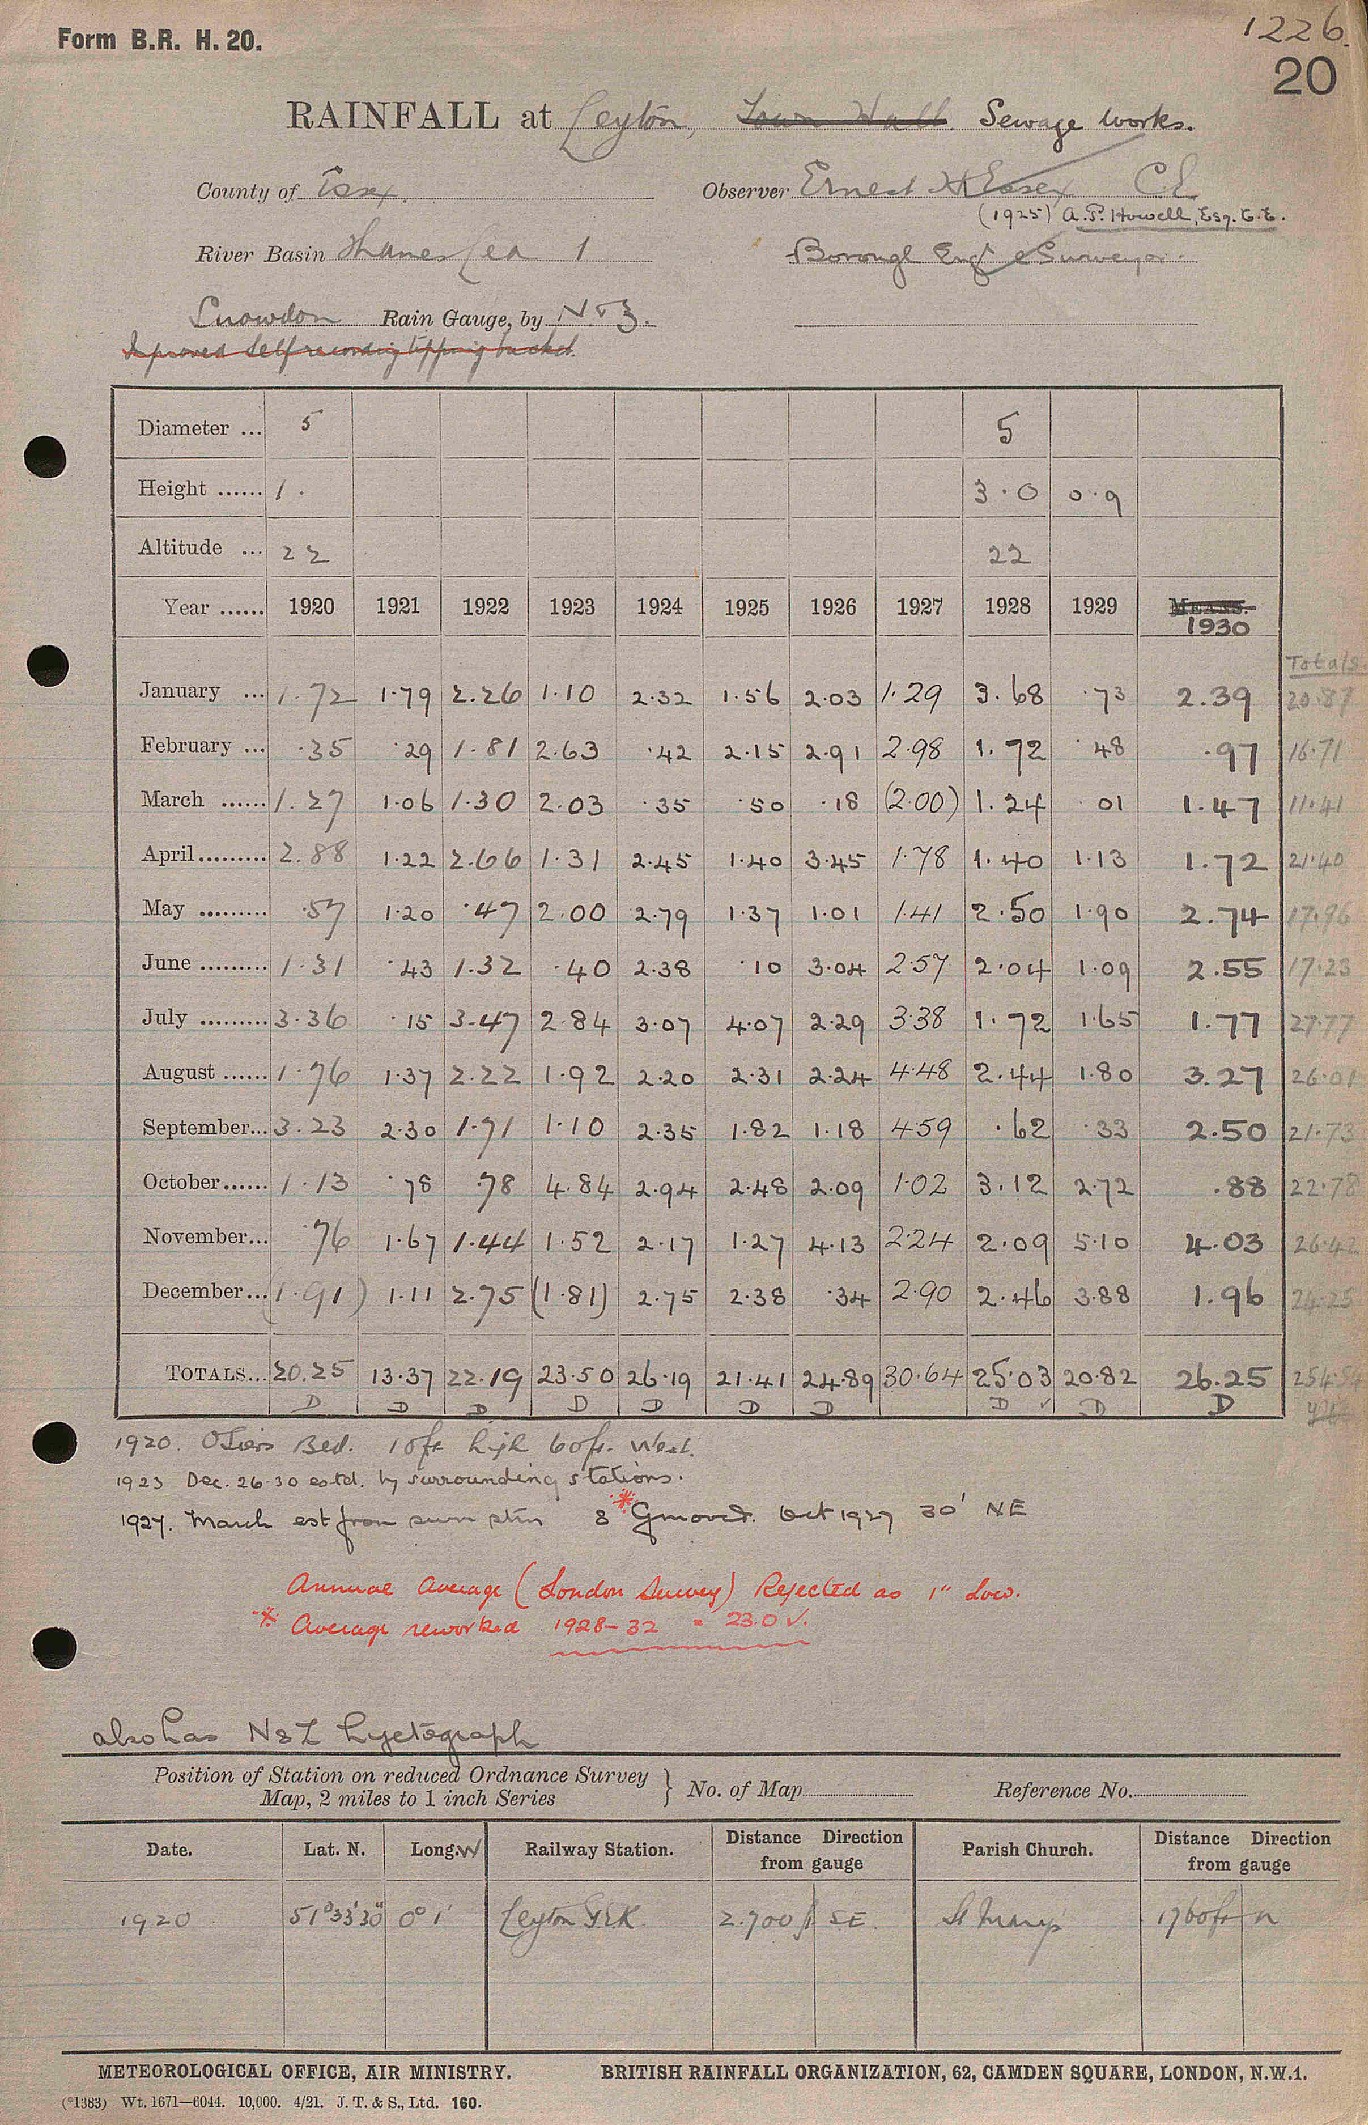 Form B.R. H. 20.
1226.
20
RAINFALL at Leyton, Town Hall. Sewage Works.
County of Essex.
Observer Ernest H Essex C.E
(1925) A.P. Howell, Esq. C.E.
River Basin Thames Lea 1
Borough Engr & Surveyor.
Snowdon Rain Gauge, by N & Z.
Improved Self recording tipping bucket.
Diameter ... 5 5
Height ...... 1. 3.0 0.9
Altitude ... 22 22
Year ...... 1920 1921 1922 1923 1924 1925 1926 1927 1928 1929 MEANS. 1930
Totals
January ... 1.72 1.79 2.26 1.10 2.32 1.56 2.03 1.29 3.68 .73 2.39 20.87
February ... .35 .29 1.81 2.63 .42 2.15 2.91 2.98 1.72 .48 .97 16.71
March ...... 1.27 1.06 1.30 2.03 .35 .50 .18 (2.00) 1.24 .01 1.47 11.41
April ......... 2.88 1.22 2.66 1.31 2.45 1.40 3.45 1.78 1.40 1.13 1.72 21.40
May ......... .57 1.20 .47 2.00 2.79 1.37 1.01 1.41 2.50 1.90 2.74 17.96
June ......... 1.31 .43 1.32 .40 2.38 .10 3.04 2.57 2.04 1.09 2.55 17.23
July ......... 3.36 .15 3.47 2.84 3.07 4.07 2.29 3.38 1.72 1.65 1.77 27.77
August ...... 1.76 1.37 2.22 1.92 2.20 2.31 2.24 4.48 2.44 1.80 3.27 26.01
September... 3.23 2.30 1.71 1.10 2.35 1.82 1.18 4.59 .62 .33 2.50 21.73
October ...... 1.13 .78 .78 4.84 2.94 2.48 2.09 1.02 3.12 2.72 .88 22.78
November... .76 1.67 1.44 1.52 2.17 1.27 4.13 2.24 2.09 5.10 4.03 26.42
December ... (1.91) 1.11 2.75 (1.81) 2.75 2.38 .34 2.90 2.46 3.88 1.96 24.25
TOTALS... 20.25 13.37 22.19 23.50 26.19 21.41 24.89 30.64 25.03 20.82 26.25 254.54
D D D D D D D D ✓ D D
1920. Osiers Bed. 10ft high 60ft. West.
1923 Dec. 26-30 estd. by surrounding stations.
1927. March est from surr stns 8" G moved. Oct 1927 30' NE
Annual Average (London Survey) Rejected as 1" Low.
* Average reworked 1928-32 = 23.0 ✓.
also has N & Z Hyetograph
Position of Station on reduced Ordnance Survey Map, 2 miles to 1 inch Series } No. of Map Reference No.
Date. Lat. N. Long. W Railway Station. Distance Direction from gauge Parish Church. Distance Direction from gauge
1920 51°33'30" 0° 1' Leyton G.E.R. 2.700 ft SE. St Mary's 1760ft N
METEOROLOGICAL OFFICE, AIR MINISTRY. BRITISH RAINFALL ORGANIZATION, 62, CAMDEN SQUARE, LONDON, N.W.1.
(*1383) Wt. 1671—6044. 10,000. 4/21. J. T. & S., Ltd. 160.